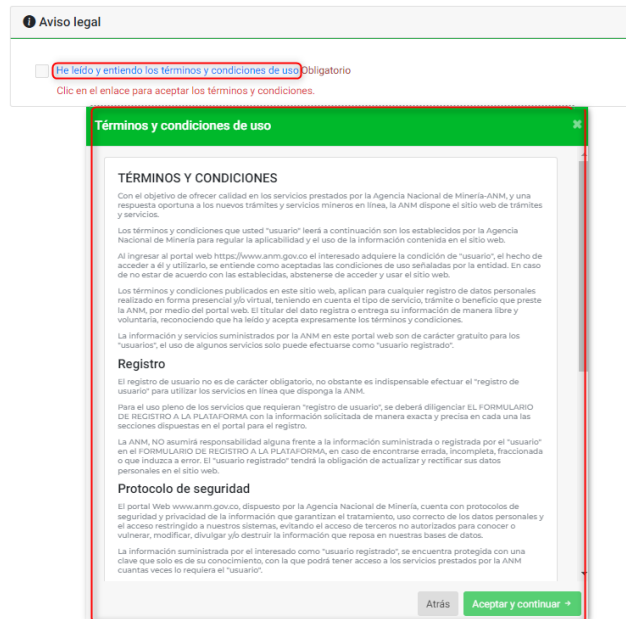 Aviso legal
He leído y entiendo los términos y condiciones de uso Obligatorio
Clic en el enlace para aceptar los términos y condiciones.
Términos y condiciones de uso
TÉRMINOS Y CONDICIONES
Con el objetivo de ofrecer calidad en los servicios prestados por la Agencia Nacional de Minería-ANM, y una
respuesta oportuna a los nuevos trámites y servicios mineros en línea, la ANM dispone el sitio web de trámites
y servicios.
Los términos y condiciones que usted "usuario" leerá a continuación son los establecidos por la Agencia
Nacional de Minería para regular la aplicabilidad y el uso de la información contenida en el sitio web.
Al ingresar al portal web https://www.anm.gov.co el interesado adquiere la condición de "usuario", el hecho de
acceder a él y utilizarlo, se entiende como aceptadas las condiciones de uso señaladas por la entidad. En caso
de no estar de acuerdo con las establecidas, abstenerse de acceder y usar el sitio web.
Los términos y condiciones publicados en este sitio web, aplican para cualquier registro de datos personales
realizado en forma presencial y/o virtual, teniendo en cuenta el tipo de servicio, trámite o beneficio que preste
la ANM, por medio del portal web. El titular del dato registra o entrega su información de manera libre y
voluntaria, reconociendo que ha leído y acepta expresamente los términos y condiciones.
La información y servicios suministrados por la ANM en este portal web son de carácter gratuito para los
"usuarios", el uso de algunos servicios solo puede efectuarse como "usuario registrado".
Registro
El registro de usuario no es de carácter obligatorio, no obstante es indispensable efectuar el "registro de
usuario" para utilizar los servicios en línea que disponga la ANM.
Para el uso pleno de los servicios que requieran "registro de usuario", se deberá diligenciar EL FORMULARIO
DE REGISTRO A LA PLATAFORMA con la información solicitada de manera exacta y precisa en cada una las
secciones dispuestas en el portal para el registro.
La ANM, NO asumirá responsabilidad alguna frente a la información suministrada o registrada por el "usuario"
en el FORMULARIO DE REGISTRO A LA PLATAFORMA, en caso de encontrarse errada, incompleta, fraccionada
o que induzca a error. El "usuario registrado" tendrá la obligación de actualizar y rectificar sus datos
personales en el sitio web.
Protocolo de seguridad
El portal Web www.anm.gov.co, dispuesto por la Agencia Nacional de Minería, cuenta con protocolos de
seguridad y privacidad de la información que garantizan el tratamiento, uso correcto de los datos personales y
el acceso restringido a nuestros sistemas, evitando el acceso de terceros no autorizados para conocer o
vulnerar, modificar, divulgar y/o destruir la información que reposa en nuestras bases de datos.
La información suministrada por el interesado como "usuario registrado", se encuentra protegida con una
clave que solo es de su conocimiento, con la que podrá tener acceso a los servicios prestados por la ANM
cuantas veces lo requiera el "usuario".
Atrás Aceptar y continuar